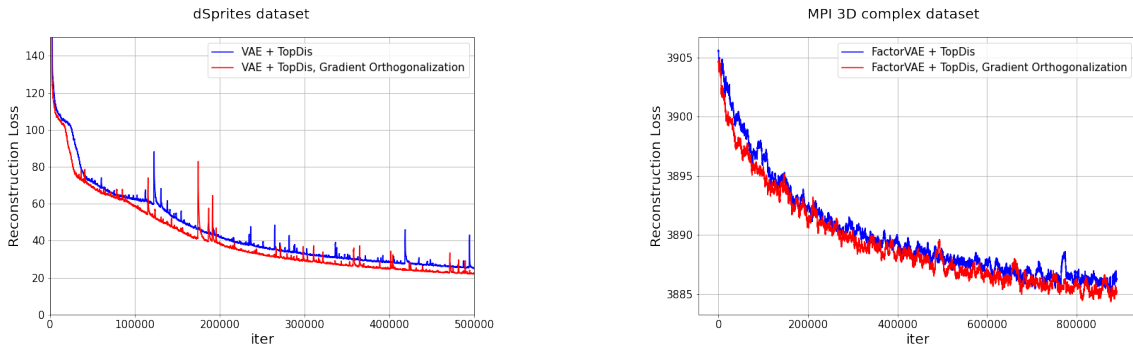 dSprites dataset
VAE + TopDis
VAE + TopDis, Gradient Orthogonalization
Reconstruction Loss
140
120
100
80
60
40
20
0
0 100000 200000 300000 400000 500000
iter
MPI 3D complex dataset
FactorVAE + TopDis
FactorVAE + TopDis, Gradient Orthogonalization
Reconstruction Loss
3905
3900
3895
3890
3885
0 200000 400000 600000 800000
iter